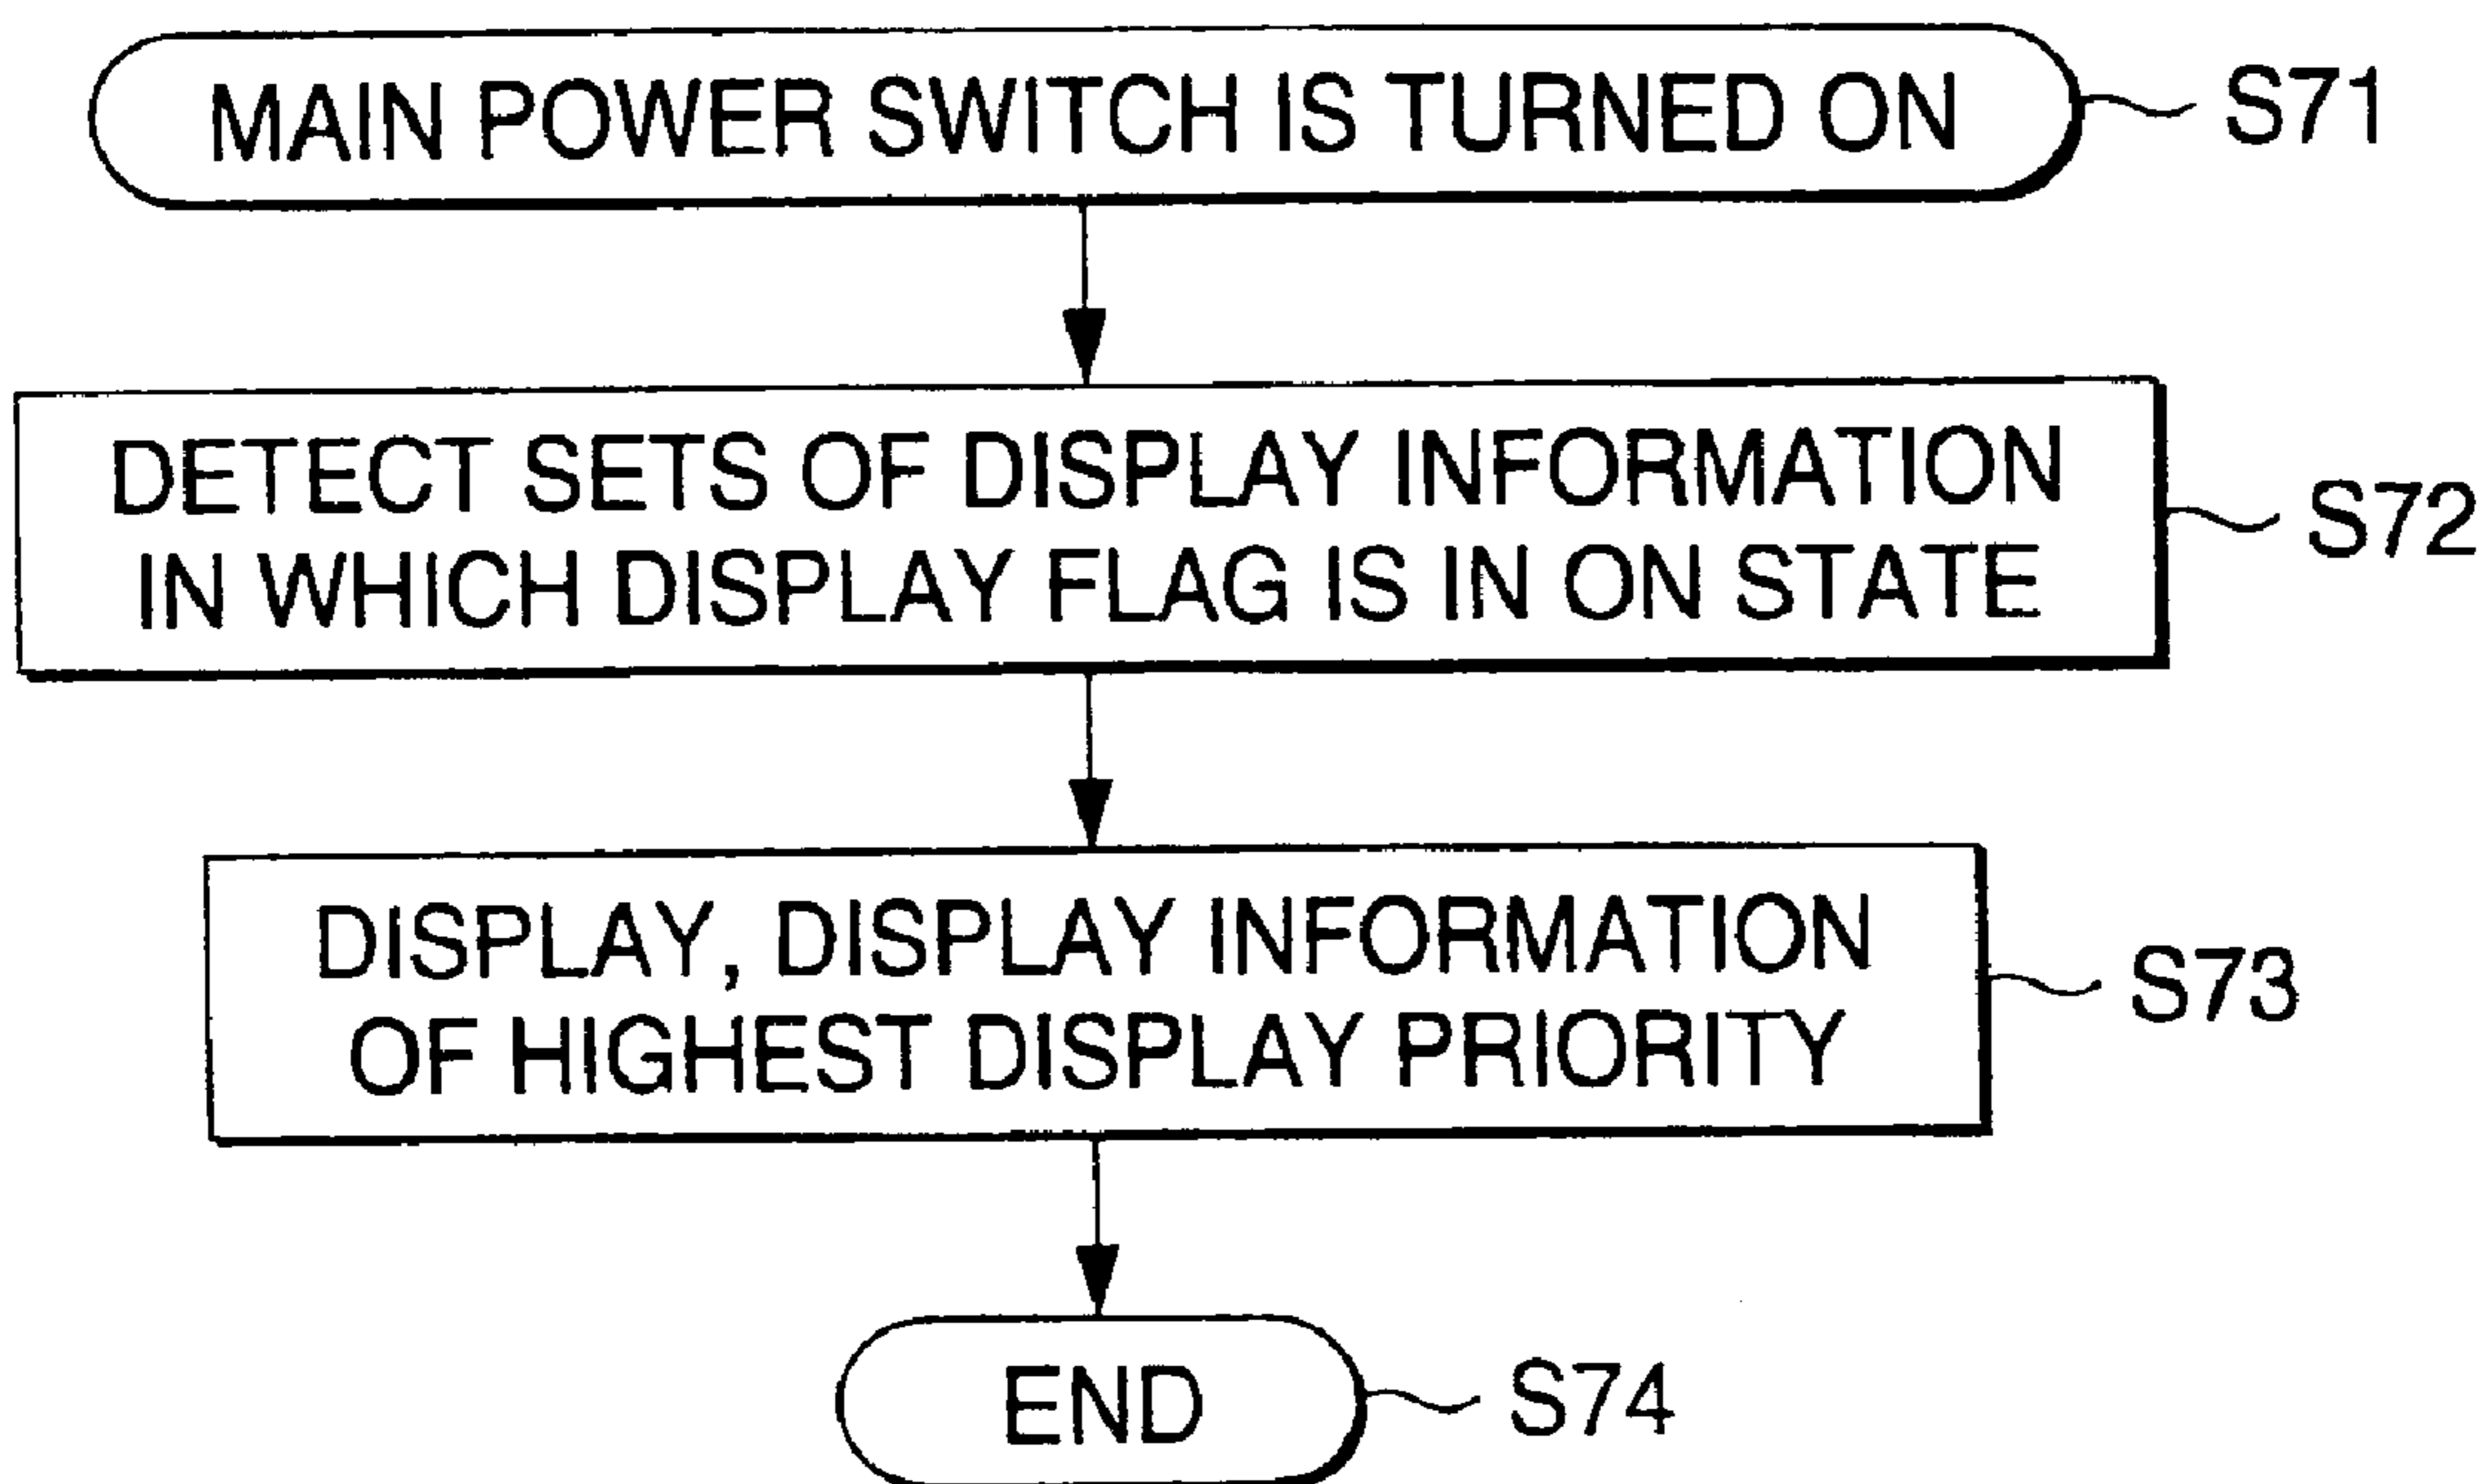 MAIN POWER SWITCH IS TURNED ON
S71
DETECT SETS OF DISPLAY INFORMATION
IN WHICH DISPLAY FLAG IS IN ON STATE
S72
DISPLAY, DISPLAY INFORMATION
OF HIGHEST DISPLAY PRIORITY
S73
END
S74